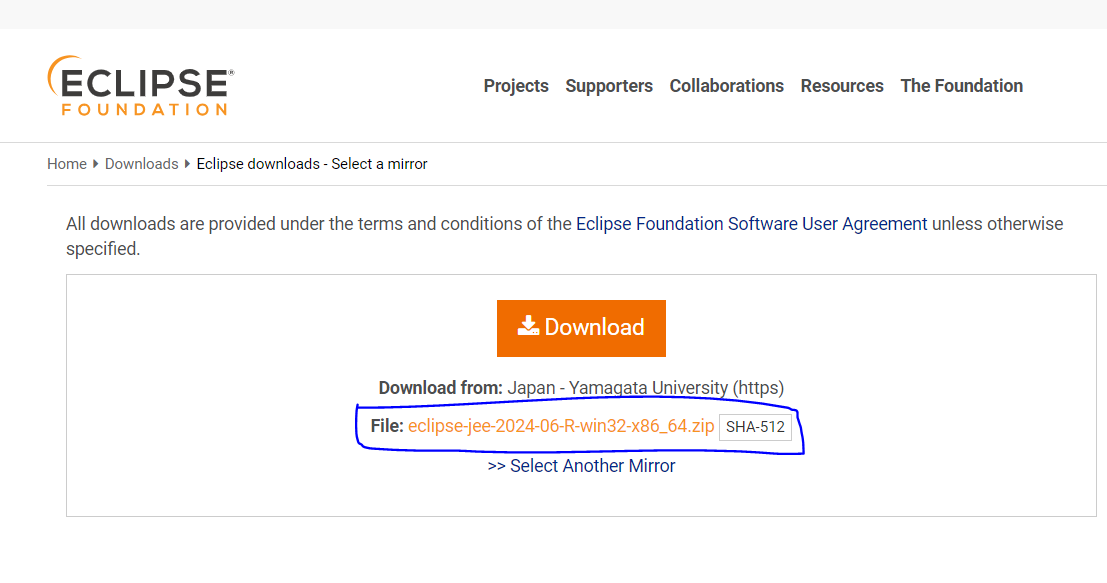 ECLIPSE®
FOUNDATION
Projects Supporters Collaborations Resources The Foundation
Home Downloads Eclipse downloads - Select a mirror
All downloads are provided under the terms and conditions of the Eclipse Foundation Software User Agreement unless otherwise
specified.
Download
Download from: Japan - Yamagata University (https)
File: eclipse-jee-2024-06-R-win32-x86_64.zip SHA-512
>> Select Another Mirror